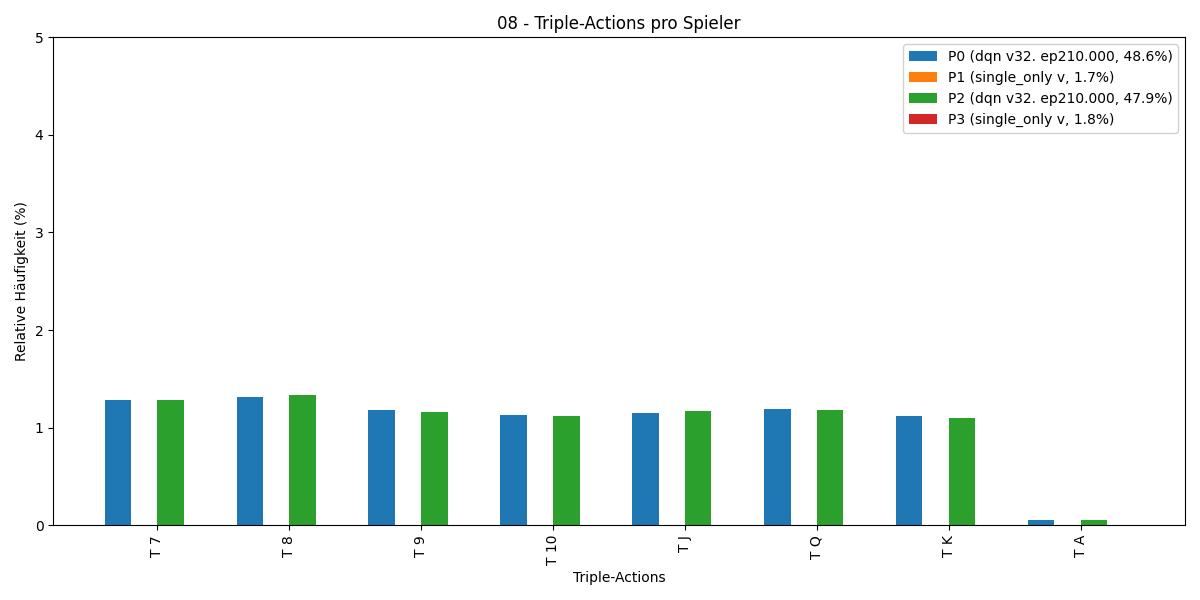 08 - Triple-Actions pro Spieler
P0 (dqn v32. ep210.000, 48.6%)
P1 (single_only v, 1.7%)
P2 (dqn v32. ep210.000, 47.9%)
P3 (single_only v, 1.8%)
Relative Häufigkeit (%)
5
4
3
2
1
0
T 7
T 8
T 9
T 10
T J
T Q
T K
T A
Triple-Actions